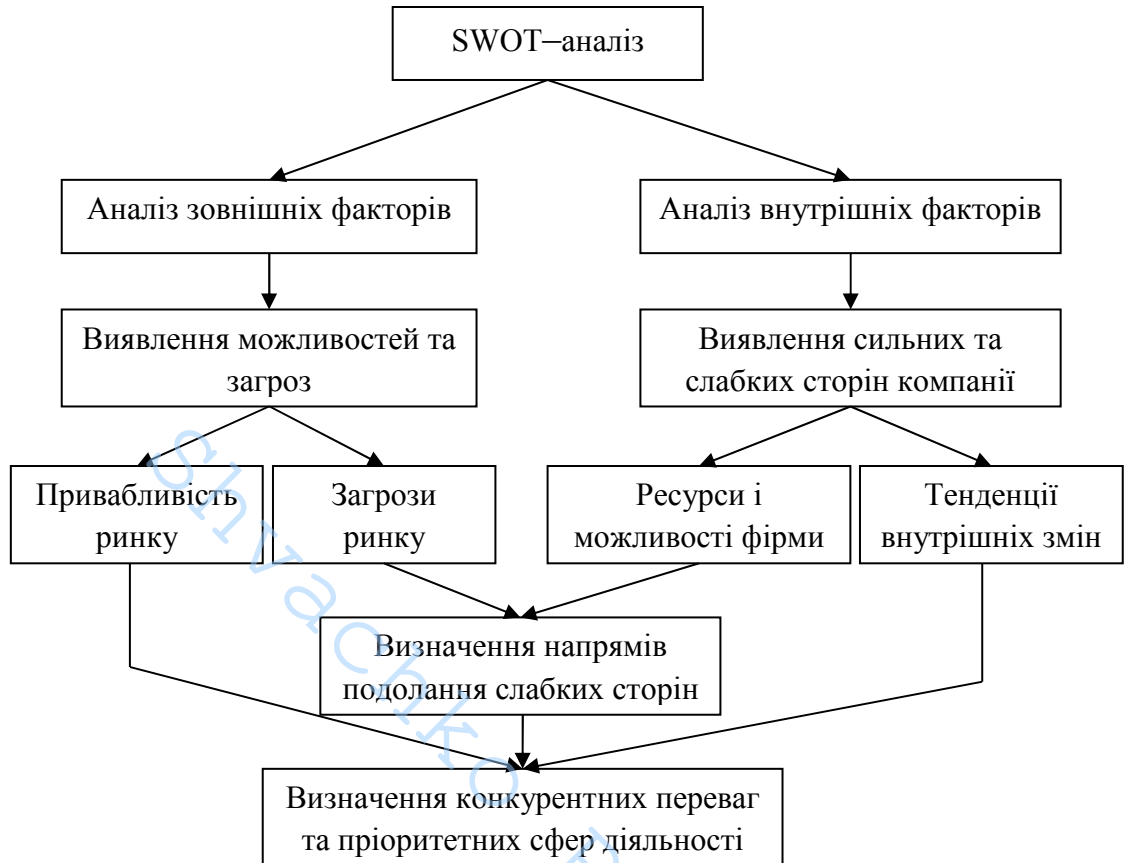 SWOT–аналіз
Аналіз зовнішніх факторів
Аналіз внутрішніх факторів
Виявлення можливостей та
загроз
Виявлення сильних та
слабких сторін компанії
Привабливість
ринку
Загрози
ринку
Ресурси і
можливості фірми
Тенденції
внутрішніх змін
Визначення напрямів
подолання слабких сторін
Визначення конкурентних переваг
та пріоритетних сфер діяльності
Shvachko